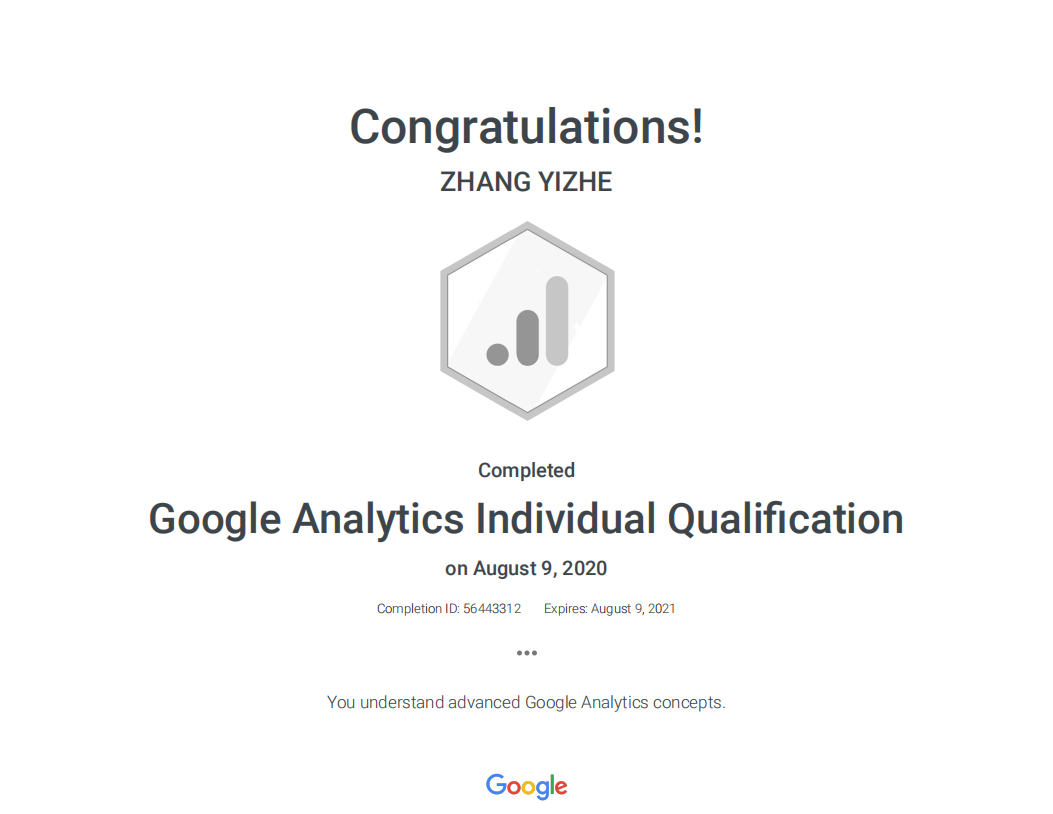 Congratulations!
ZHANG YIZHE
Completed
Google Analytics Individual Qualification
on August 9, 2020
Completion ID: 56443312 Expires: August 9, 2021
•••
You understand advanced Google Analytics concepts.
Google